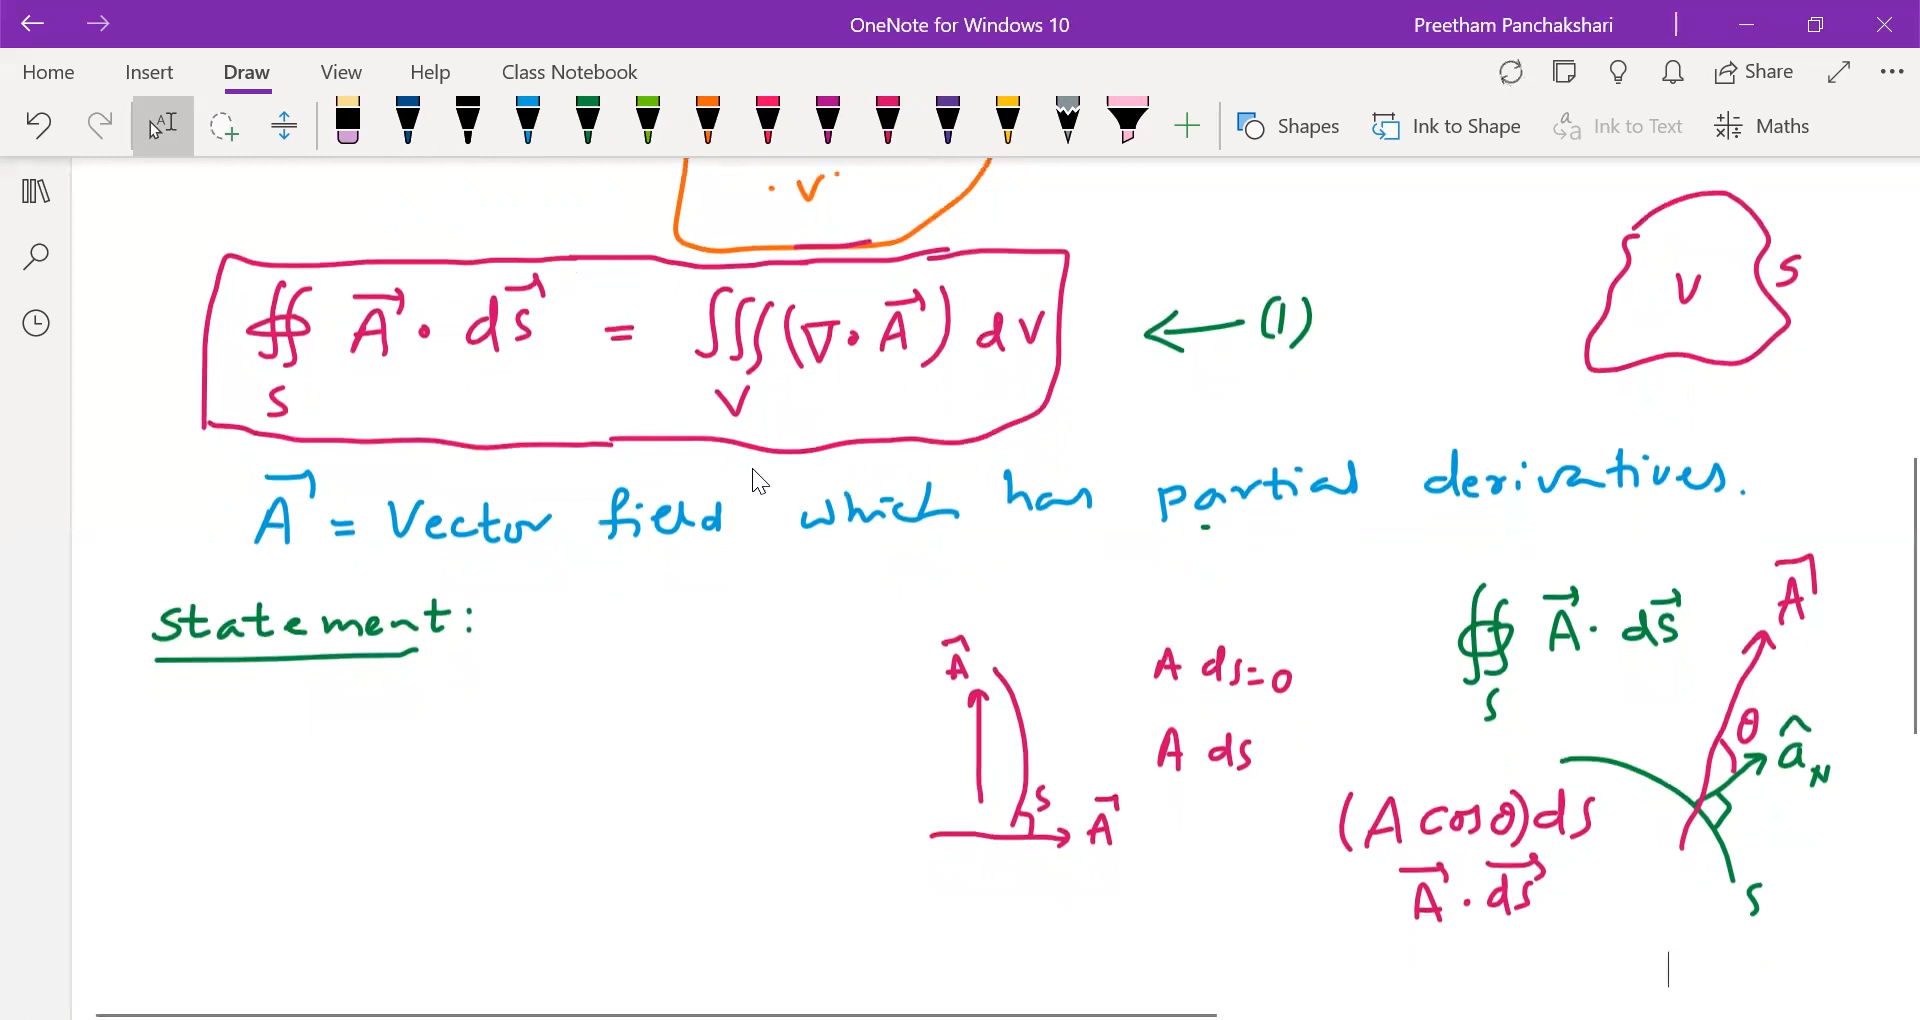 OneNote for Windows 10
Preetham Panchakshari
Home Insert Draw View Help Class Notebook
Share
Shapes
Ink to Shape
Ink to Text
Maths
V
∯ A⃗ · ds⃗ = ∭ (∇ · A⃗) dv ← (1)
S V
V S
A⃗ = Vector field which has partial derivatives.
Statement:
∯ A⃗ · ds⃗
S
A⃗
A⃗ A ds=0
A ds
θ â_N
S A⃗
(A cosθ)ds
A⃗ · ds⃗
S